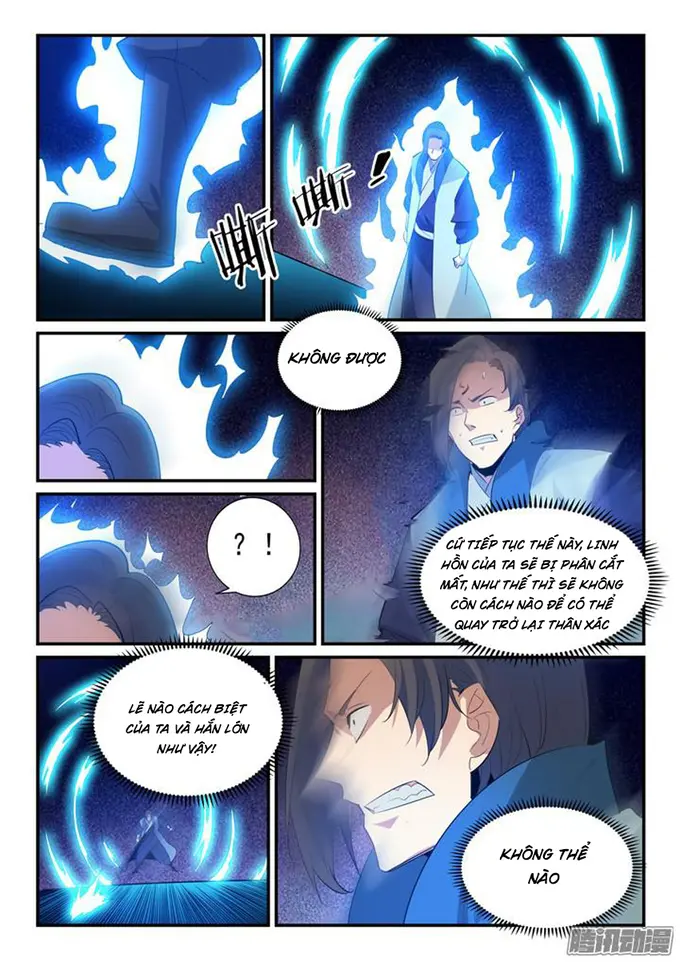 嘶 嘶 嘶 !
KHÔNG ĐƯỢC
CỨ TIẾP TỤC THẾ NÀY, LINH
HỒN CỦA TA SẼ BỊ PHÂN CẮT
MẤT, NHƯ THẾ THÌ SẼ KHÔNG
CÒN CÁCH NÀO ĐỂ CÓ THỂ
QUAY TRỞ LẠI THÂN XÁC
? !
LẼ NÀO CÁCH BIỆT
CỦA TA VÀ HẮN LỚN
NHƯ VẬY!
KHÔNG THỂ
NÀO
腾讯动漫